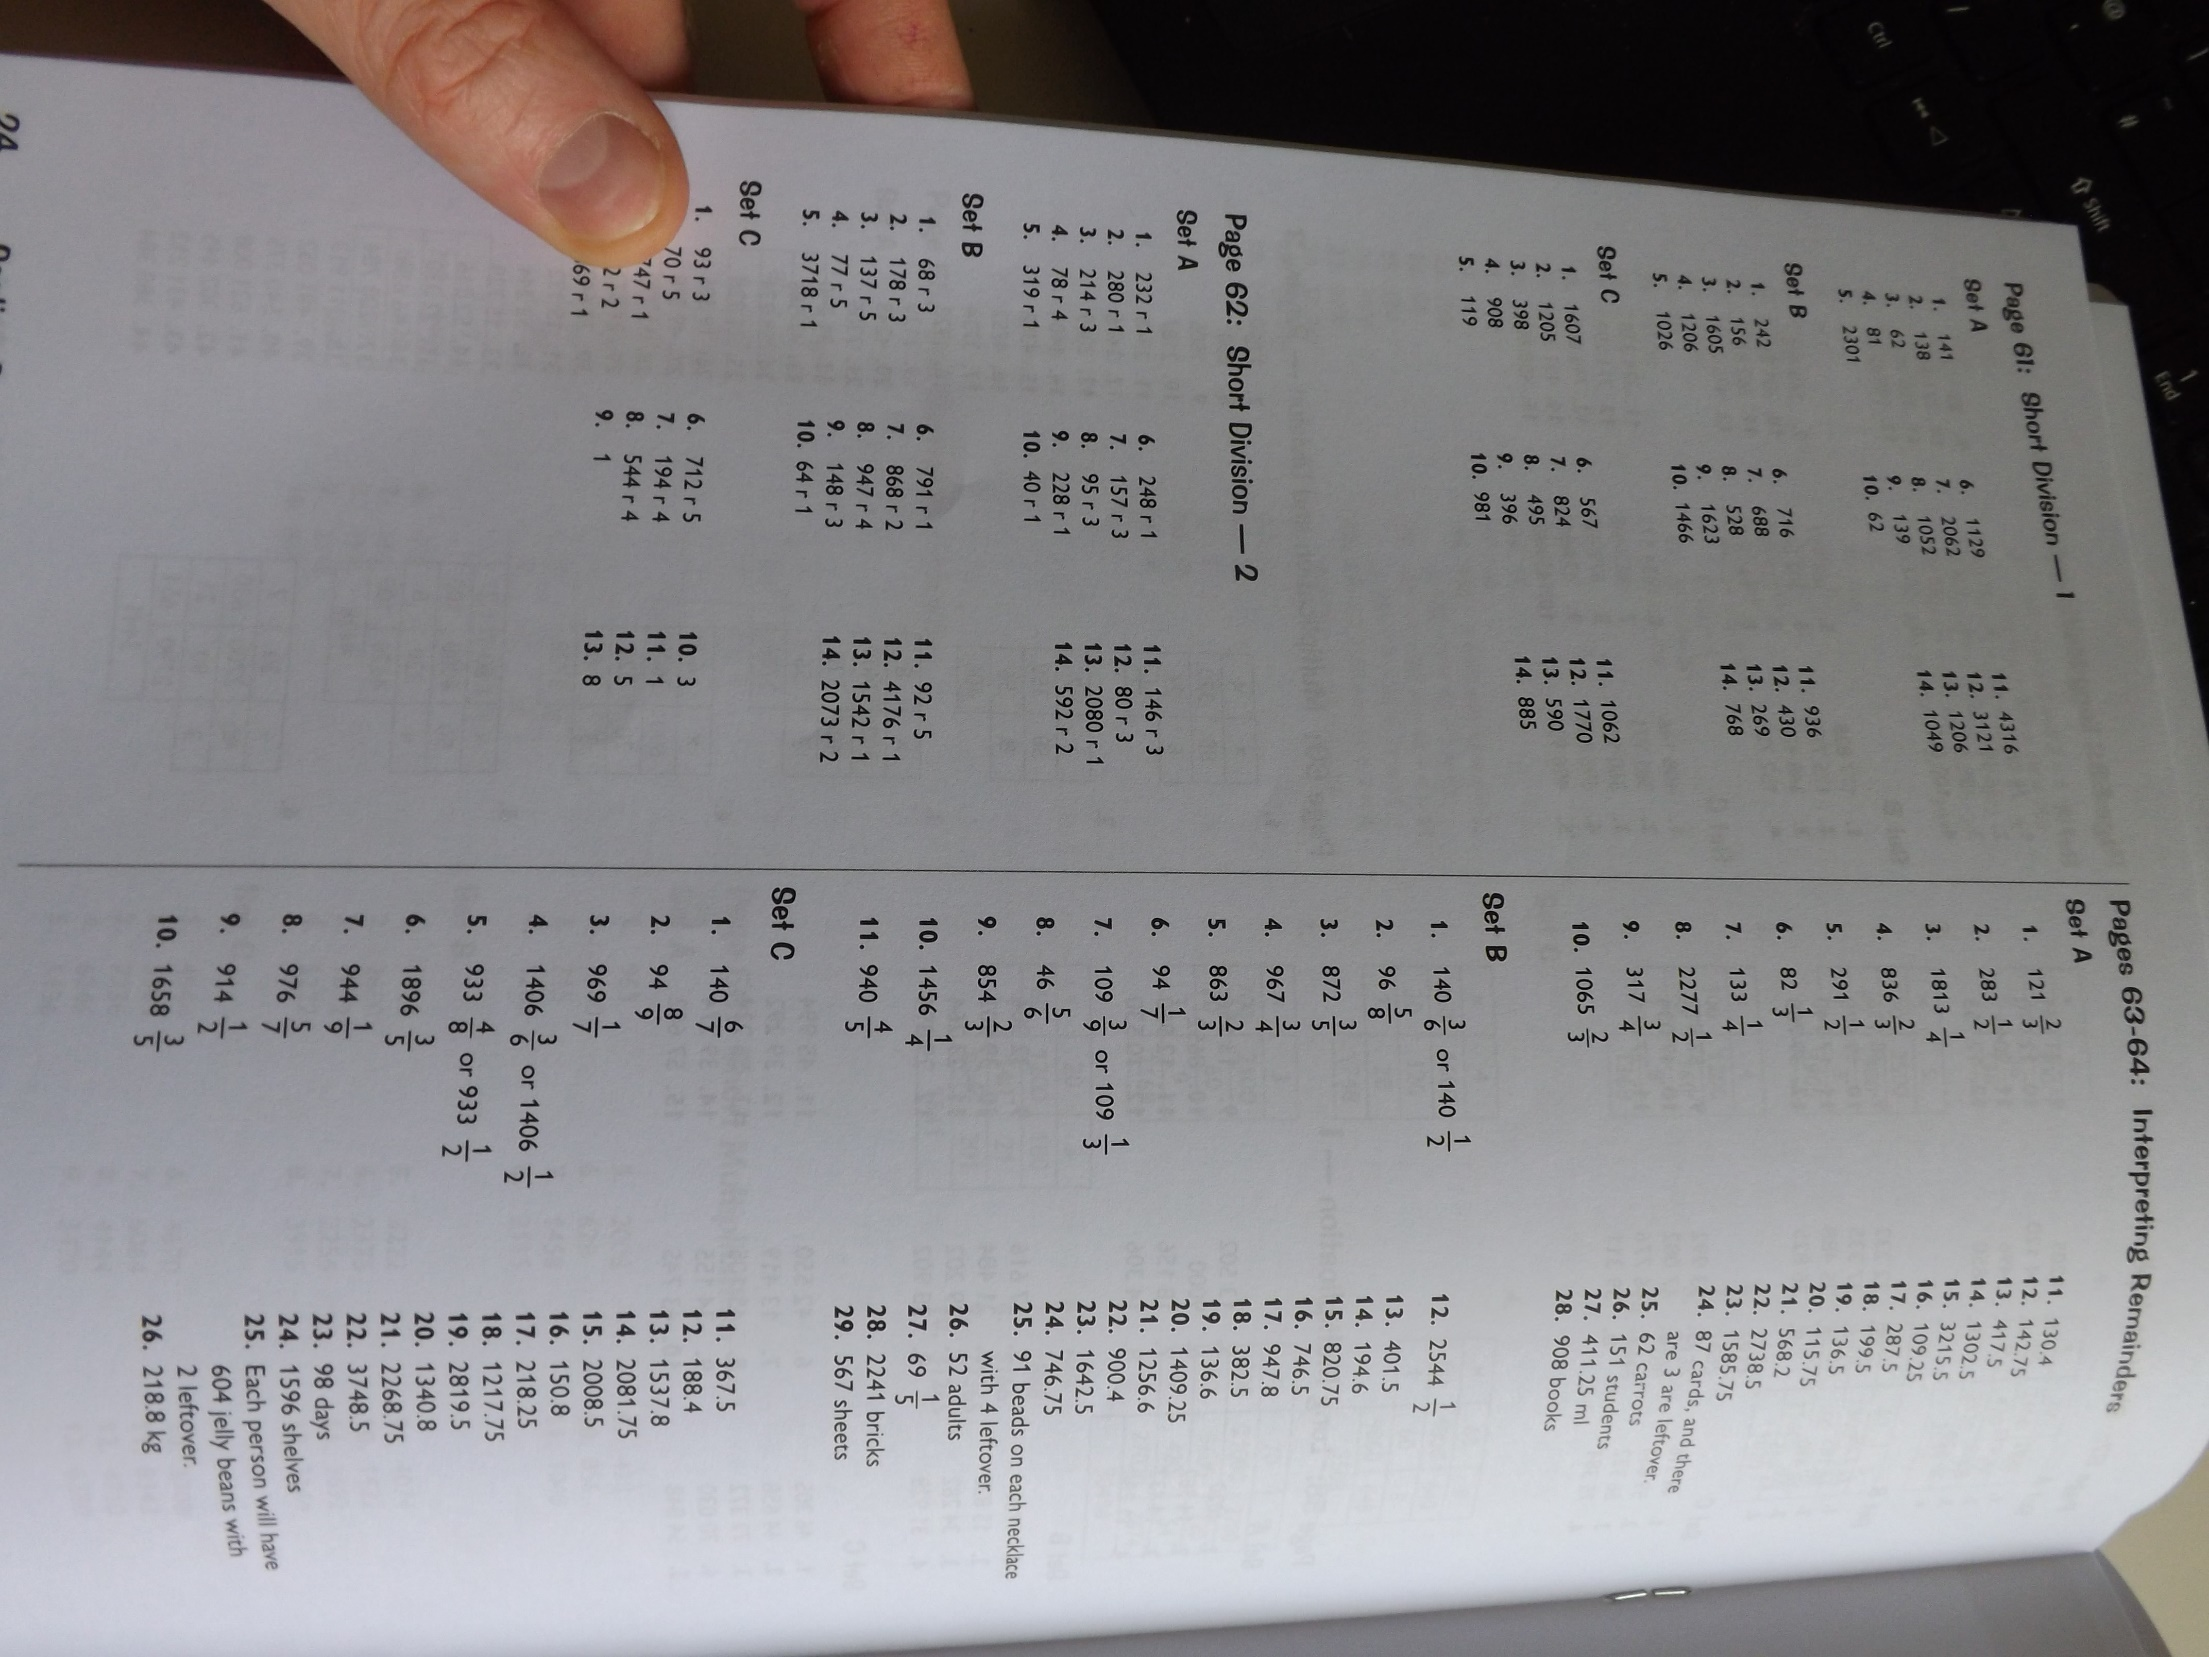 Page 61: Short Division — 1
Set A
1. 141
2. 138
3. 62
4. 81
5. 2301
6. 1129
7. 2062
8. 1052
9. 139
10. 62
11. 4316
12. 3121
13. 1206
14. 1049
Set B
1. 242
2. 156
3. 1605
4. 1206
5. 1026
6. 716
7. 688
8. 528
9. 1623
10. 1466
11. 936
12. 430
13. 269
14. 768
Set C
1. 1607
2. 1205
3. 398
4. 908
5. 119
6. 567
7. 824
8. 495
9. 396
10. 981
11. 1062
12. 1770
13. 590
14. 885
Page 62: Short Division — 2
Set A
1. 232 r 1
2. 280 r 1
3. 214 r 3
4. 78 r 4
5. 319 r 1
6. 248 r 1
7. 157 r 3
8. 95 r 3
9. 228 r 1
10. 40 r 1
11. 146 r 3
12. 80 r 3
13. 2080 r 1
14. 592 r 2
Set B
1. 68 r 3
2. 178 r 3
3. 137 r 5
4. 77 r 5
5. 3718 r 1
6. 791 r 1
7. 868 r 2
8. 947 r 4
9. 148 r 3
10. 64 r 1
11. 92 r 5
12. 4176 r 1
13. 1542 r 1
14. 2073 r 2
Set C
1. 93 r 3
70 r 5
747 r 1
2 r 2
69 r 1
6. 712 r 5
7. 194 r 4
8. 544 r 4
9. 1
10. 3
11. 1
12. 5
13. 8
Pages 63-64: Interpreting Remainders
Set A
1. 121 2/3
2. 283 1/2
3. 1813 1/4
4. 836 2/3
5. 291 1/2
6. 82 1/3
7. 133 1/4
8. 2277 1/2
9. 317 3/4
10. 1065 2/3
11. 130.4
12. 142.75
13. 417.5
14. 1302.5
15. 3215.5
16. 109.25
17. 287.5
18. 199.5
19. 136.5
20. 115.75
21. 568.2
22. 2738.5
23. 1585.75
24. 87 cards, and there
are 3 are leftover.
25. 62 carrots
26. 151 students
27. 411.25 ml
28. 908 books
Set B
1. 140 3/6 or 140 1/2
2. 96 5/8
3. 872 3/5
4. 967 3/4
5. 863 2/3
6. 94 1/7
7. 109 3/9 or 109 1/3
8. 46 5/6
9. 854 2/3
10. 1456 1/4
11. 940 4/5
12. 2544 1/2
13. 401.5
14. 194.6
15. 820.75
16. 746.5
17. 947.8
18. 382.5
19. 136.6
20. 1409.25
21. 1256.6
22. 900.4
23. 1642.5
24. 746.75
25. 91 beads on each necklace
with 4 leftover.
26. 52 adults
27. 69 1/5
28. 2241 bricks
29. 567 sheets
Set C
1. 140 6/7
2. 94 8/9
3. 969 1/7
4. 1406 3/6 or 1406 1/2
5. 933 4/8 or 933 1/2
6. 1896 3/5
7. 944 1/9
8. 976 5/7
9. 914 1/2
10. 1658 3/5
11. 367.5
12. 188.4
13. 1537.8
14. 2081.75
15. 2008.5
16. 150.8
17. 218.25
18. 1217.75
19. 2819.5
20. 1340.8
21. 2268.75
22. 3748.5
23. 98 days
24. 1596 shelves
25. Each person will have
604 jelly beans with
2 leftover.
26. 218.8 kg
24
Ctrl
Shift
1
End
#
@